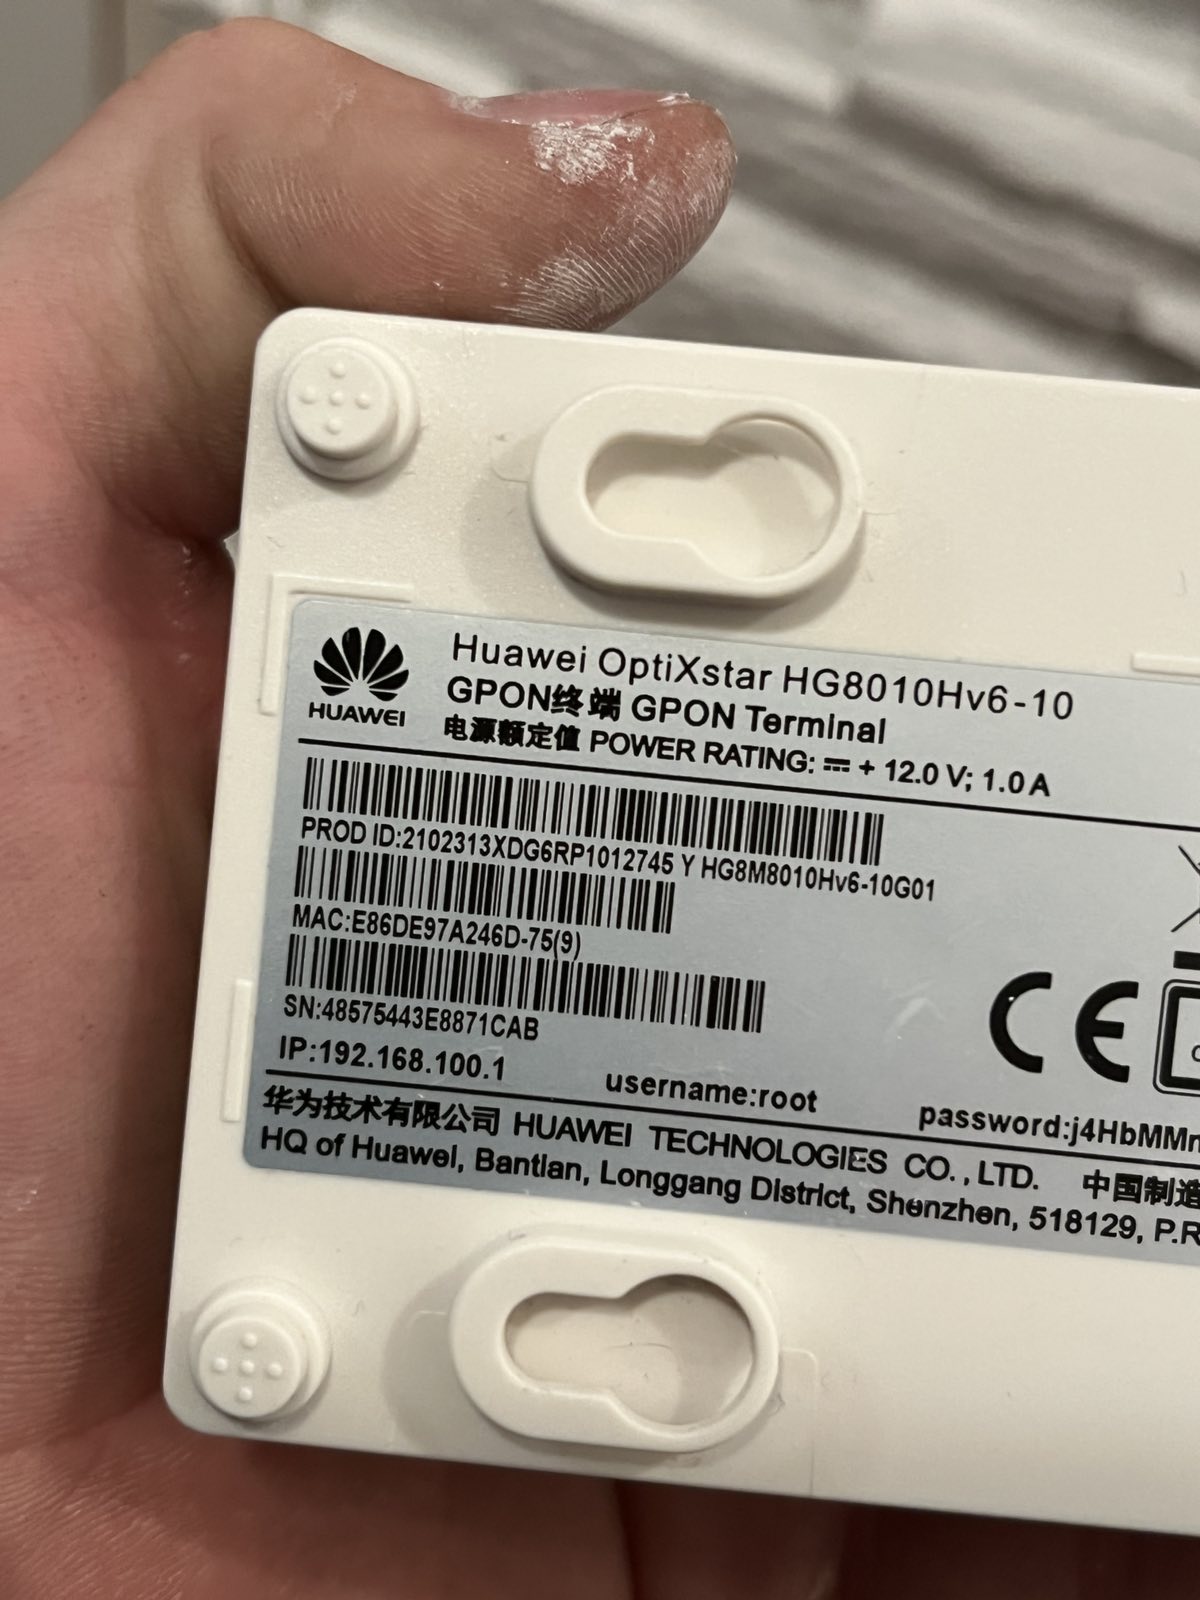 HUAWEI
Huawei OptiXstar HG8010Hv6-10
GPON终端 GPON Terminal
电源额定值 POWER RATING: ⎓ + 12.0 V; 1.0 A
PROD ID:2102313XDG6RP1012745 Y HG8M8010Hv6-10G01
MAC:E86DE97A246D-75(9)
SN:48575443E8871CAB
IP:192.168.100.1 username:root password:j4HbMMm
CE
华为技术有限公司 HUAWEI TECHNOLOGIES CO., LTD. 中国制造
HQ of Huawei, Bantian, Longgang District, Shenzhen, 518129, P.R